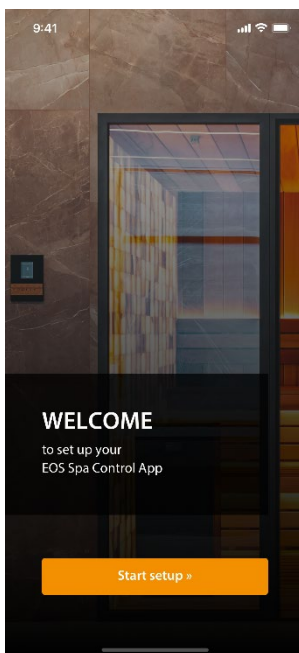 9:41
WELCOME
to set up your
EOS Spa Control App
Start setup »